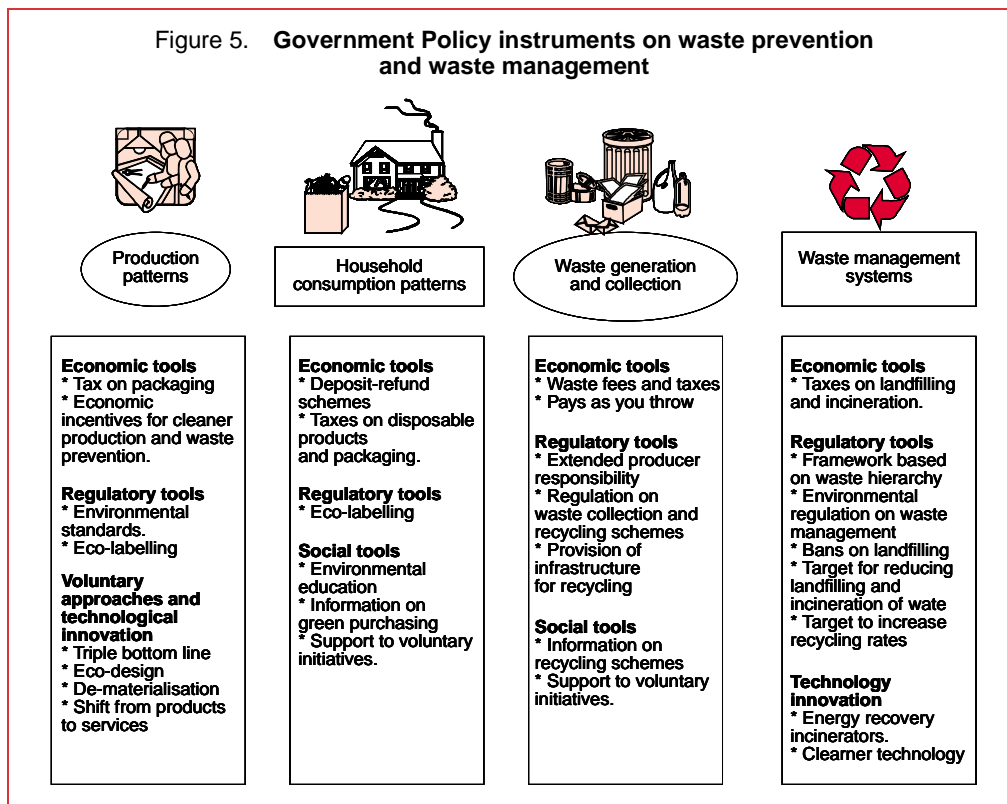 Figure 5. Government Policy instruments on waste prevention
and waste management
Production
patterns
Household
consumption patterns
Waste generation
and collection
Waste management
systems
Economic tools
* Tax on packaging
* Economic
incentives for cleaner
production and waste
prevention.
Regulatory tools
* Environmental
standards.
* Eco-labelling
Voluntary
approaches and
technological
innovation
* Triple bottom line
* Eco-design
* De-materialisation
* Shift from products
to services
Economic tools
* Deposit-refund
schemes
* Taxes on disposable
products
and packaging.
Regulatory tools
* Eco-labelling
Social tools
* Environmental
education
* Information on
green purchasing
* Support to voluntary
initiatives.
Economic tools
* Waste fees and taxes
* Pays as you throw
Regulatory tools
* Extended producer
responsibility
* Regulation on
waste collection and
recycling schemes
* Provision of
infrastructure
for recycling
Social tools
* Information on
recycling schemes
* Support to voluntary
initiatives.
Economic tools
* Taxes on landfilling
and incineration.
Regulatory tools
* Framework based
on waste hierarchy
* Environmental
regulation on waste
management
* Bans on landfilling
* Target for reducing
landfilling and
incineration of wate
* Target to increase
recycling rates
Technology
innovation
* Energy recovery
incinerators.
* Clearner technology